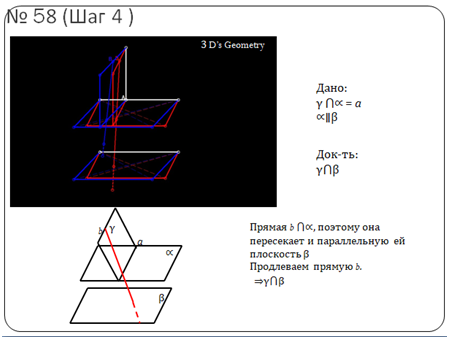 № 58 (Шаг 4 )
3 D's Geometry
Дано:
γ ⋂∝ = a
∝∥β
Док-ть:
γ⋂β
b γ
a
∝
β
Прямая b ⋂∝, поэтому она
пересекает и параллельную ей
плоскость β
Продлеваем прямую b.
⇒γ⋂β